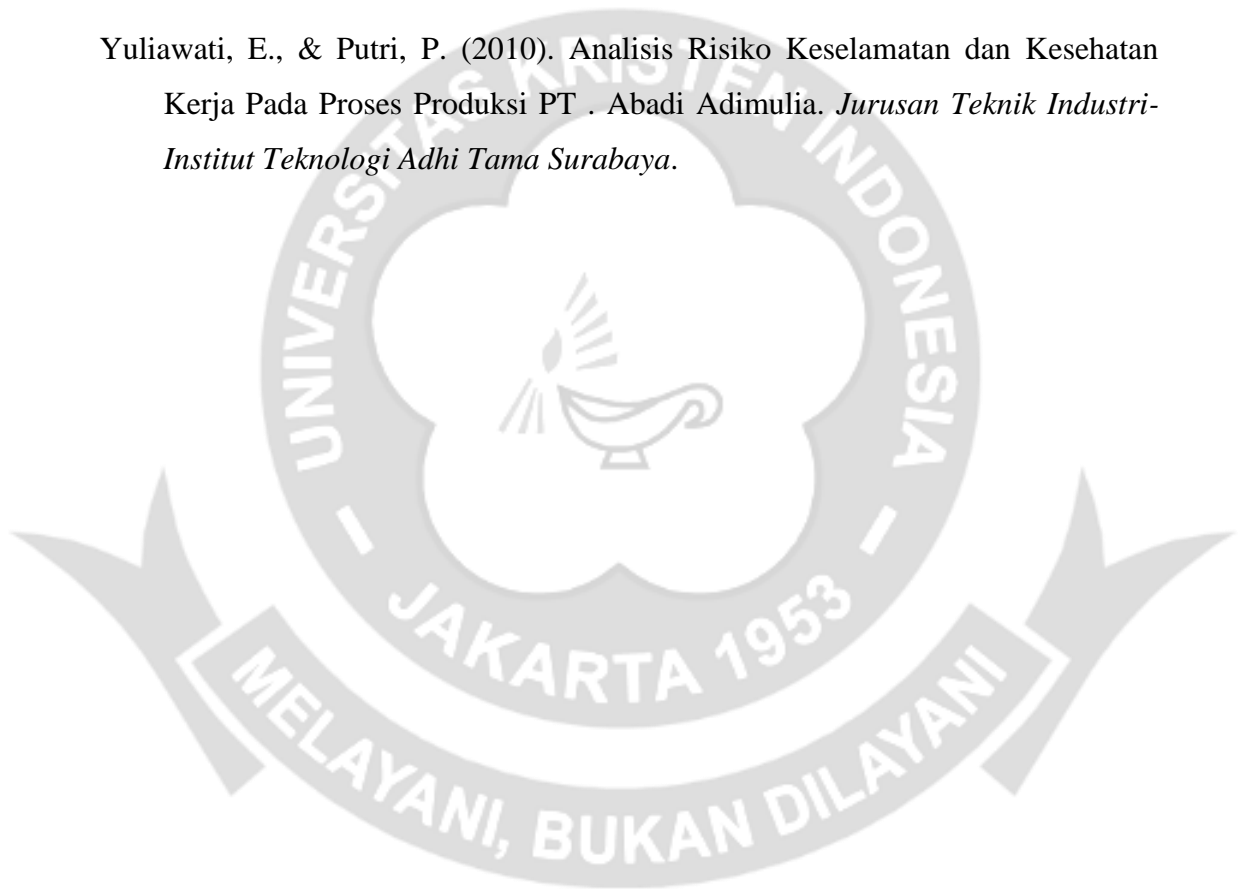 Yuliawati, E., & Putri, P. (2010). Analisis Risiko Keselamatan dan Kesehatan
Kerja Pada Proses Produksi PT . Abadi Adimulia. Jurusan Teknik Industri-
Institut Teknologi Adhi Tama Surabaya.
UNIVERSITAS KRISTEN INDONESIA
JAKARTA 1953
MELAYANI, BUKAN DILAYANI